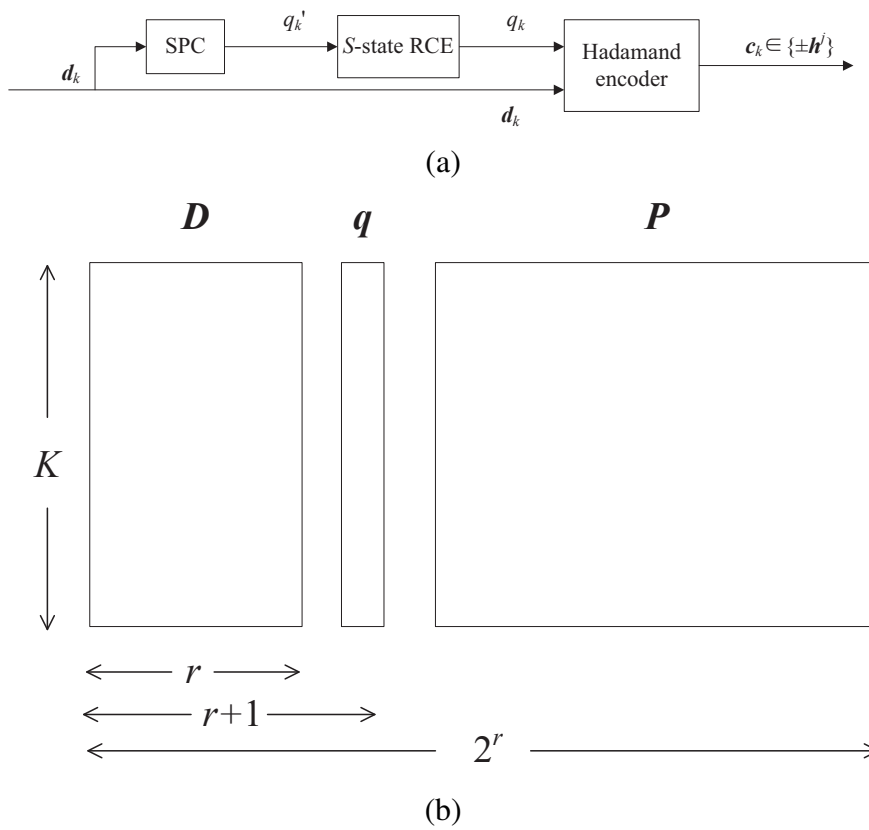 d_k
SPC
q_k'
S-state RCE
q_k
Hadamand
encoder
c_k ∈ {±h^j}
d_k
(a)
D q P
K
r
r+1
2^r
(b)